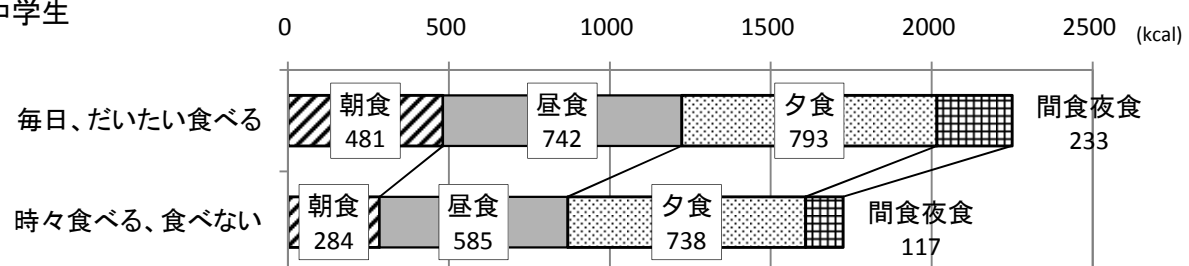 中学生
0 500 1000 1500 2000 2500 (kcal)
毎日、だいたい食べる
朝食
481
昼食
742
夕食
793
間食夜食
233
時々食べる、食べない
朝食
284
昼食
585
夕食
738
間食夜食
117